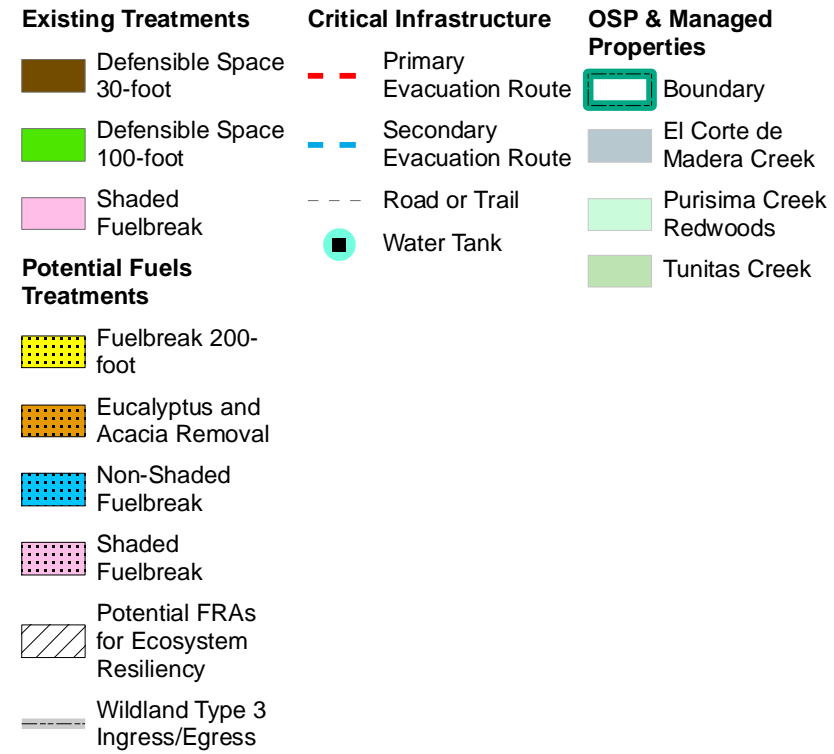 Existing Treatments
Defensible Space
30-foot
Defensible Space
100-foot
Shaded
Fuelbreak
Potential Fuels
Treatments
Fuelbreak 200-
foot
Eucalyptus and
Acacia Removal
Non-Shaded
Fuelbreak
Shaded
Fuelbreak
Potential FRAs
for Ecosystem
Resiliency
Wildland Type 3
Ingress/Egress
Critical Infrastructure
Primary
Evacuation Route
Secondary
Evacuation Route
Road or Trail
Water Tank
OSP & Managed
Properties
Boundary
El Corte de
Madera Creek
Purisima Creek
Redwoods
Tunitas Creek